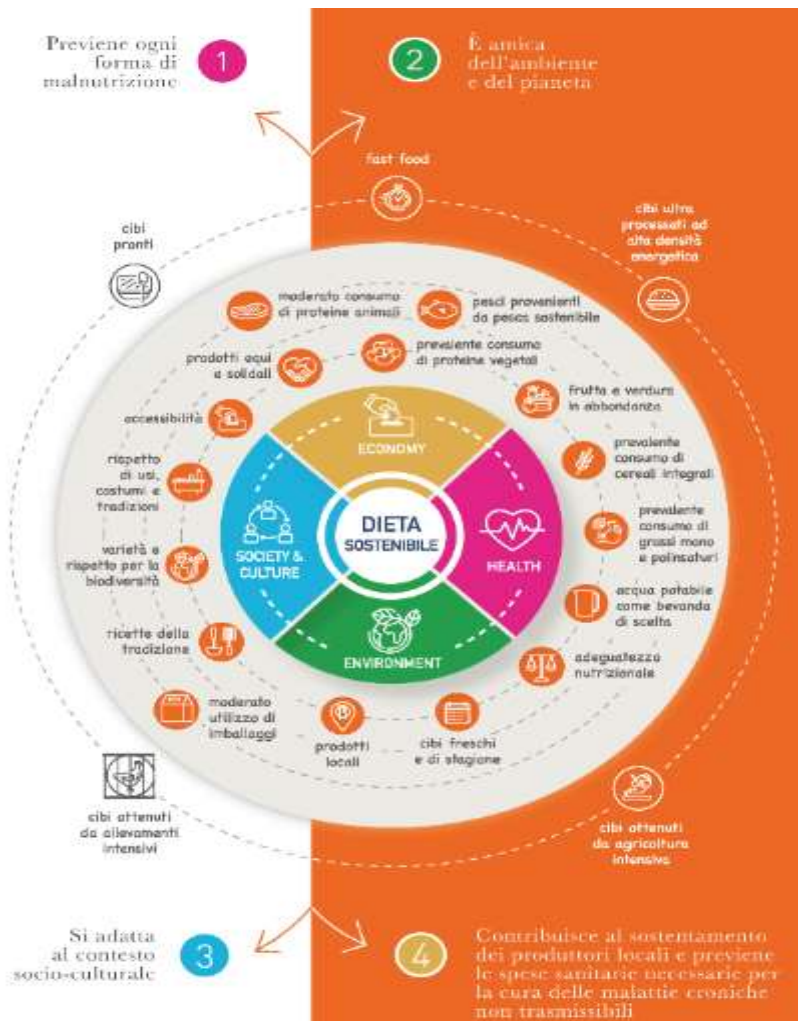 Previene ogni
forma di
malnutrizione
1
2
È amica
dell'ambiente
e del pianeta
fast food
cibi
pronti
cibi ultra
processati ad
alta densità
energetica
moderato consumo
di proteine animali
pesci provenienti
da pesca sostenibile
prodotti equi
e solidali
prevalente consumo
di proteine vegetali
accessibilità
frutta e verdura
in abbondanza
ECONOMY
rispetto
di usi,
costumi e
tradizioni
prevalente
consumo di
cereali integrali
DIETA
SOSTENIBILE
SOCIETY &
CULTURE
HEALTH
prevalente
consumo di
grassi mono
e polinsaturi
varietà e
rispetto per la
biodiversità
acqua potabile
come bevanda
di scelta
ricette della
tradizione
ENVIRONMENT
adeguatezza
nutrizionale
moderato
utilizzo di
imballaggi
prodotti
locali
cibi freschi
e di stagione
cibi ottenuti
da allevamenti
intensivi
cibi ottenuti
da agricoltura
intensiva
Si adatta
al contesto
socio-culturale
3
4
Contribuisce al sostentamento
dei produttori locali e previene
le spese sanitarie necessarie per
la cura delle malattie croniche
non trasmissibili